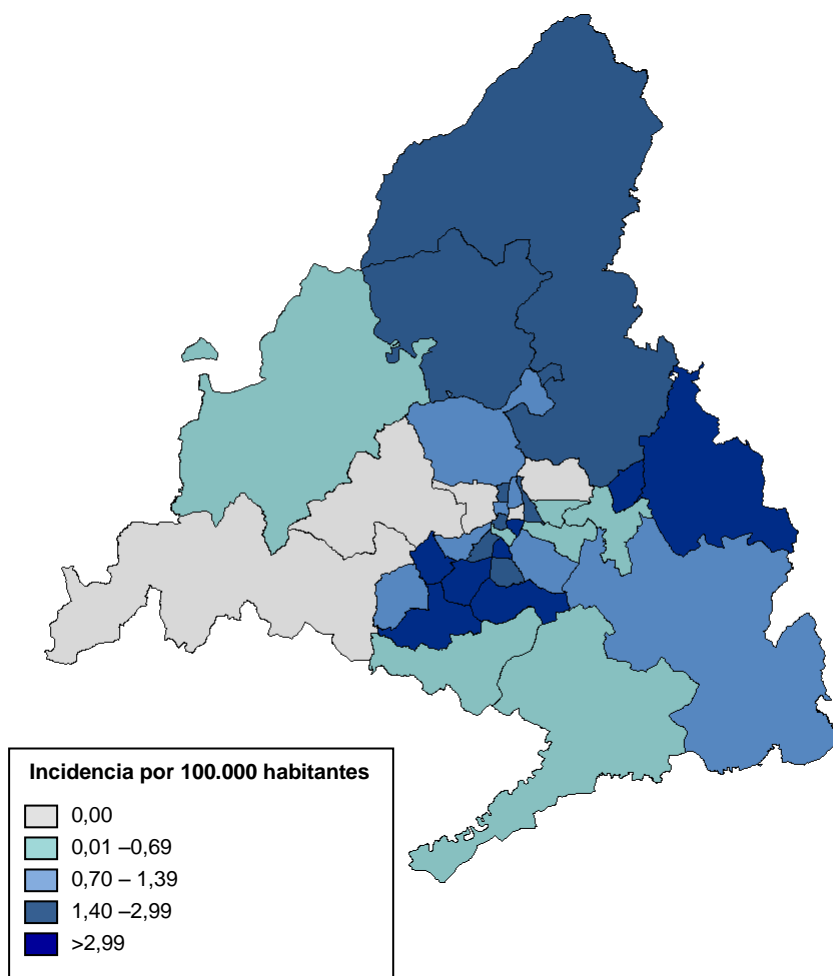 Incidencia por 100.000 habitantes
0,00
0,01 –0,69
0,70 – 1,39
1,40 –2,99
>2,99